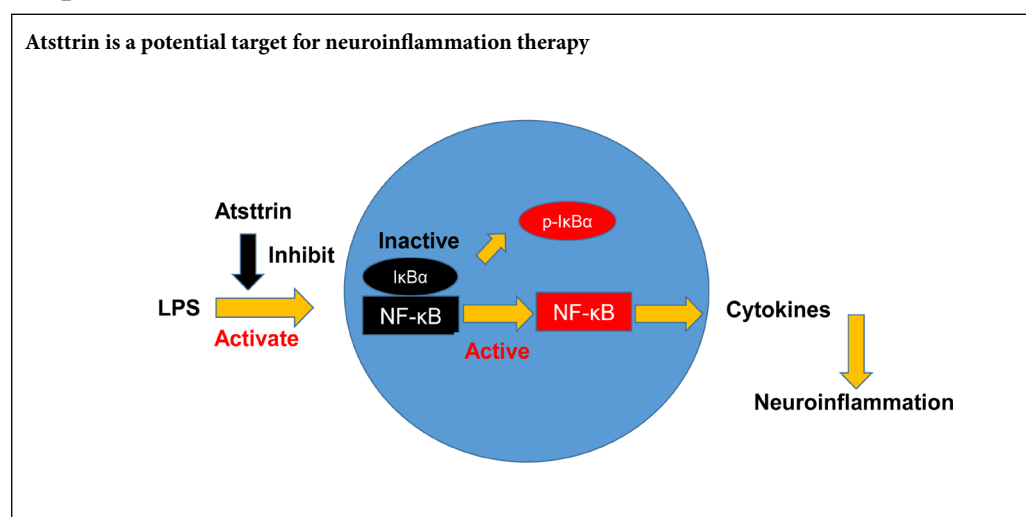 Atsttrin is a potential target for neuroinflammation therapy
Atsttrin
Inhibit
LPS
Activate
Inactive
IκBα
NF-κB
p-IκBα
Active
NF-κB
Cytokines
Neuroinflammation